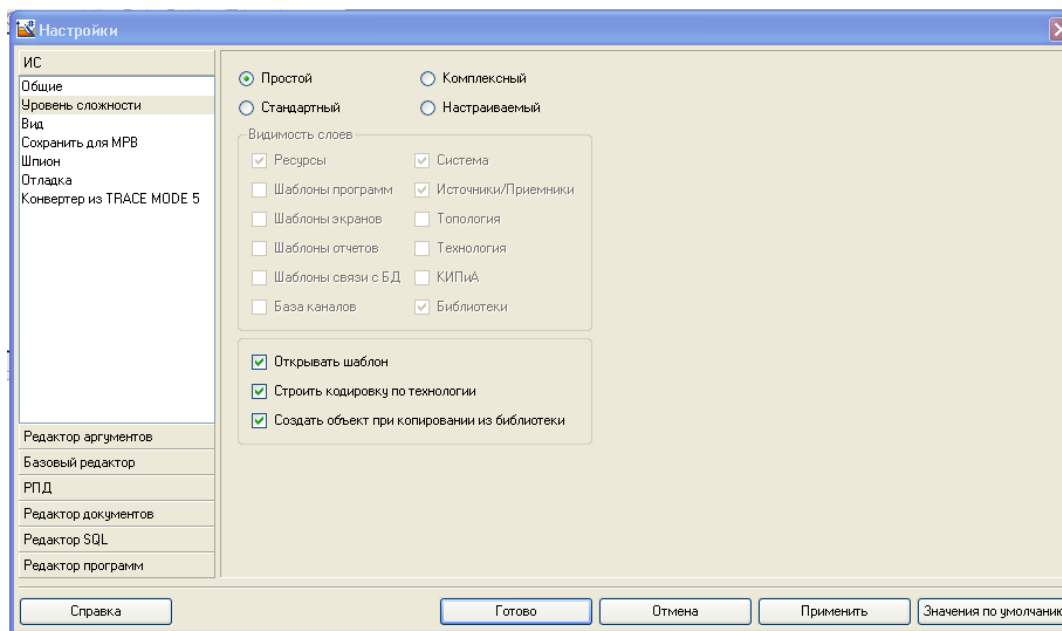 Настройки
ИС
Общие
Уровень сложности
Вид
Сохранить для МРВ
Шпион
Отладка
Конвертер из TRACE MODE 5
Редактор аргументов
Базовый редактор
РПД
Редактор документов
Редактор SQL
Редактор программ
Простой
Комплексный
Стандартный
Настраиваемый
Видимость слоев
Ресурсы
Система
Шаблоны программ
Источники/Приемники
Шаблоны экранов
Топология
Шаблоны отчетов
Технология
Шаблоны связи с БД
КИПиА
База каналов
Библиотеки
Открывать шаблон
Строить кодировку по технологии
Создать объект при копировании из библиотеки
Справка
Готово
Отмена
Применить
Значения по умолчанию